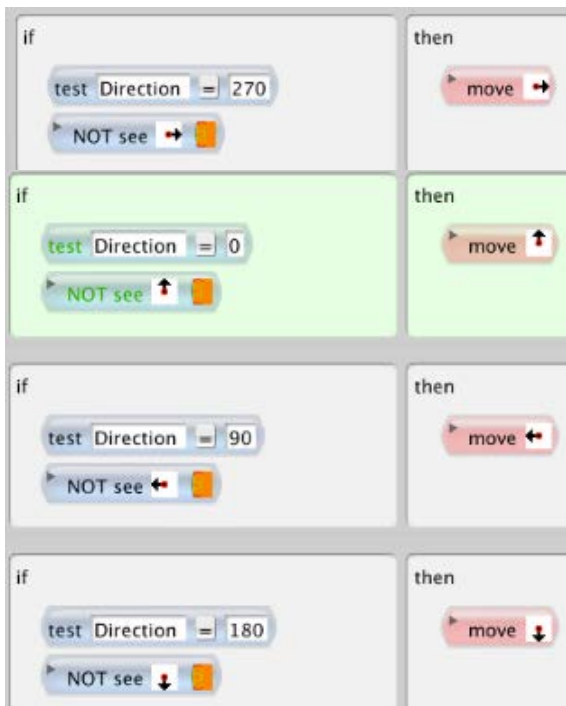 if then
test Direction = 270 move
NOT see
if then
test Direction = 0 move
NOT see
if then
test Direction = 90 move
NOT see
if then
test Direction = 180 move
NOT see